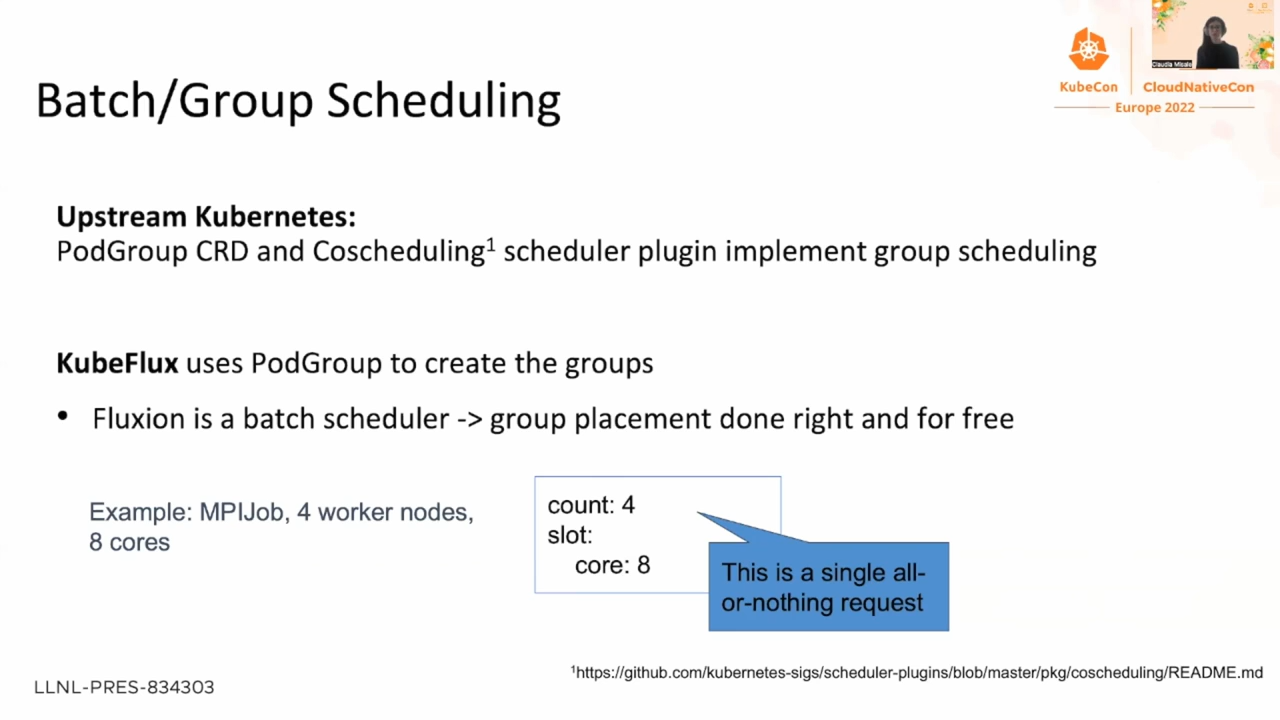 Claudia Misale
KubeCon
CloudNativeCon
Europe 2022
Batch/Group Scheduling
Upstream Kubernetes:
PodGroup CRD and Coscheduling¹ scheduler plugin implement group scheduling
KubeFlux uses PodGroup to create the groups
• Fluxion is a batch scheduler -> group placement done right and for free
Example: MPIJob, 4 worker nodes,
8 cores
count: 4
slot:
core: 8
This is a single all-
or-nothing request
¹https://github.com/kubernetes-sigs/scheduler-plugins/blob/master/pkg/coscheduling/README.md
LLNL-PRES-834303